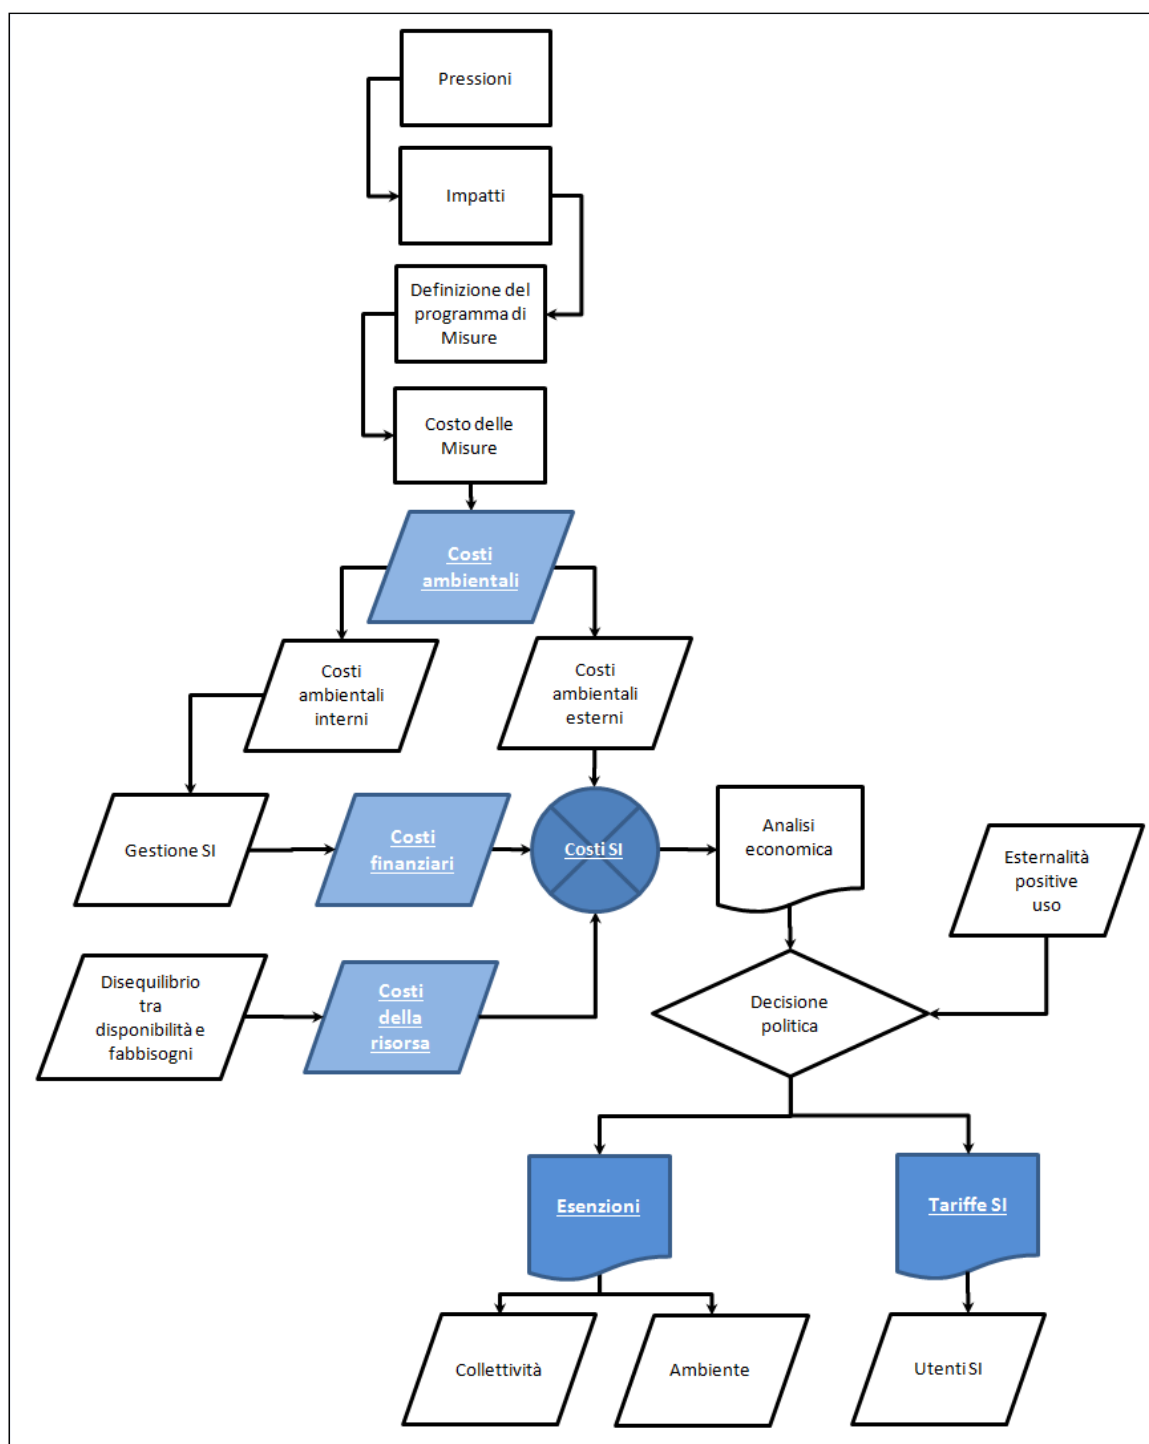 Pressioni
Impatti
Definizione del
programma di
Misure
Costo delle
Misure
Costi
ambientali
Costi
ambientali
interni
Costi
ambientali
esterni
Gestione SI
Costi
finanziari
Costi SI
Analisi
economica
Esternalità
positive
uso
Disequilibrio
tra
disponibilità e
fabbisogni
Costi
della
risorsa
Decisione
politica
Esenzioni
Tariffe SI
Collettività
Ambiente
Utenti SI